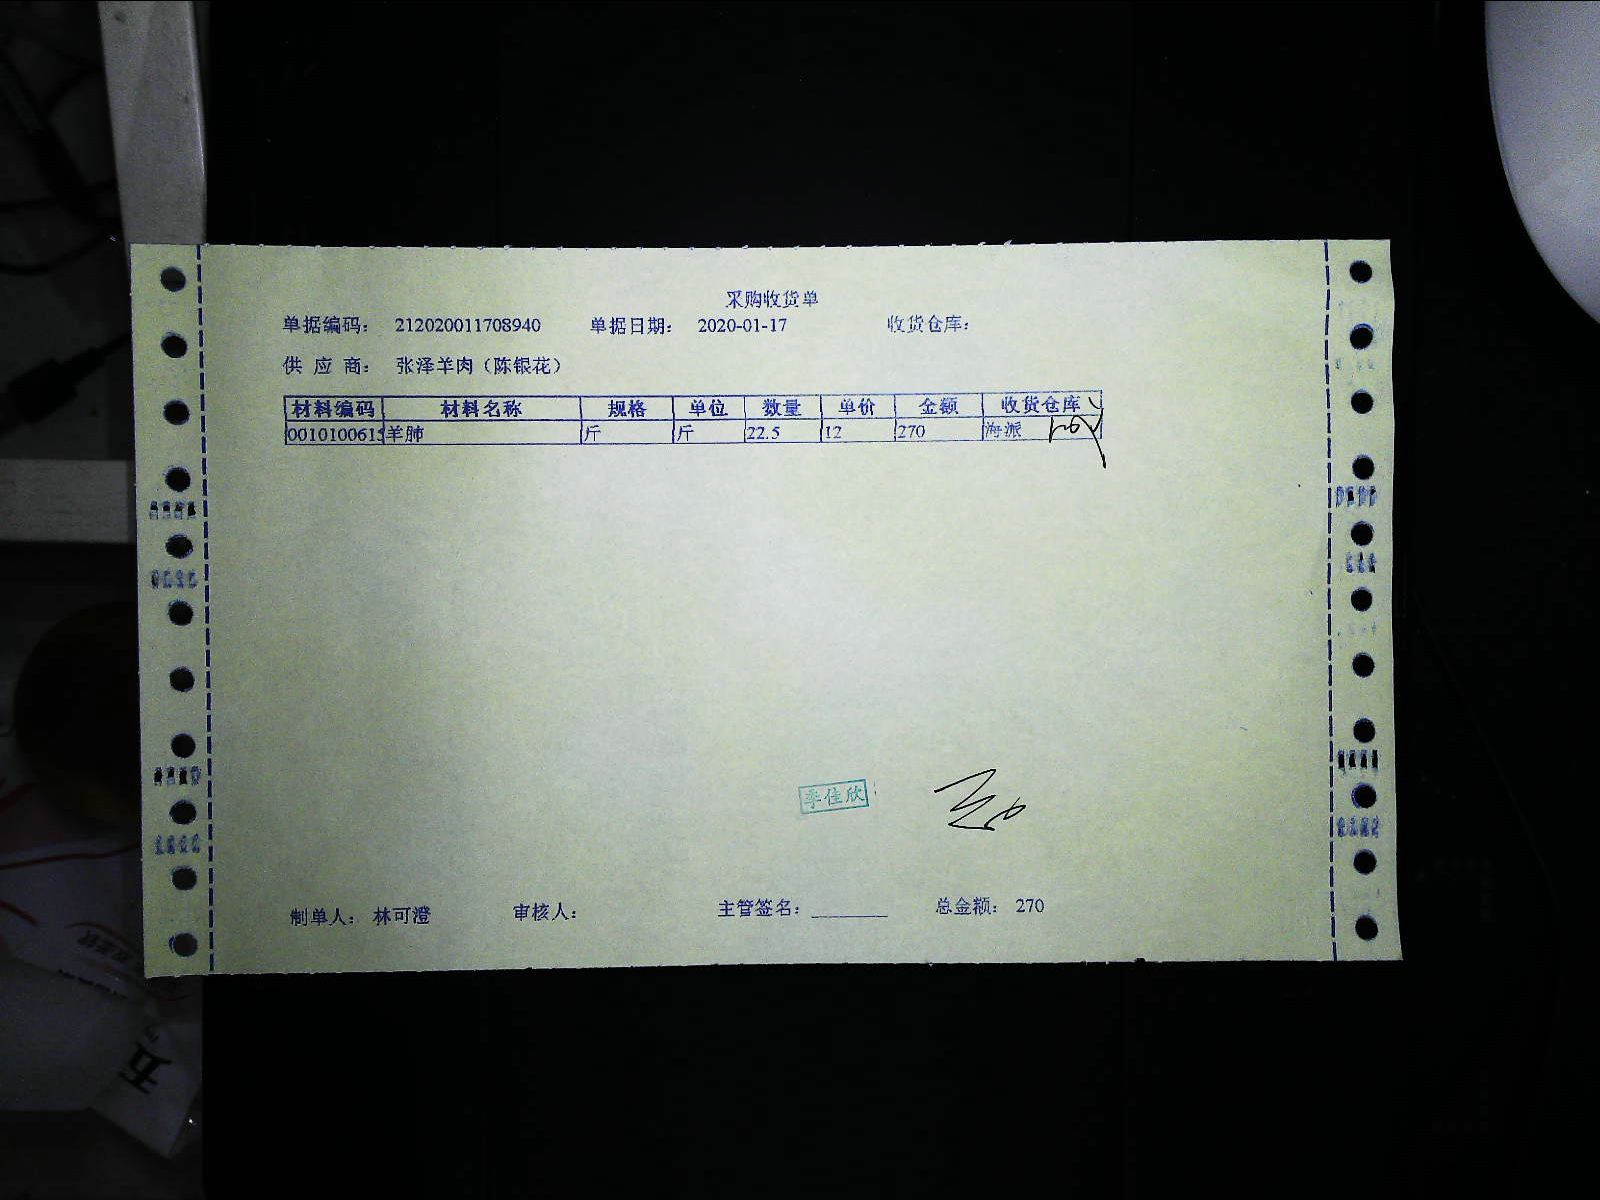 采购收货单
单据编码： 212020011708940 单据日期： 2020-01-17 收货仓库：
供 应 商： 张泽羊肉（陈银花）
材料编码 材料名称 规格 单位 数量 单价 金额 收货仓库
001010061 羊肺 斤 斤 22.5 12 270 海派
李佳欣
制单人： 林可澄 审核人： 主管签名：________ 总金额： 270
五